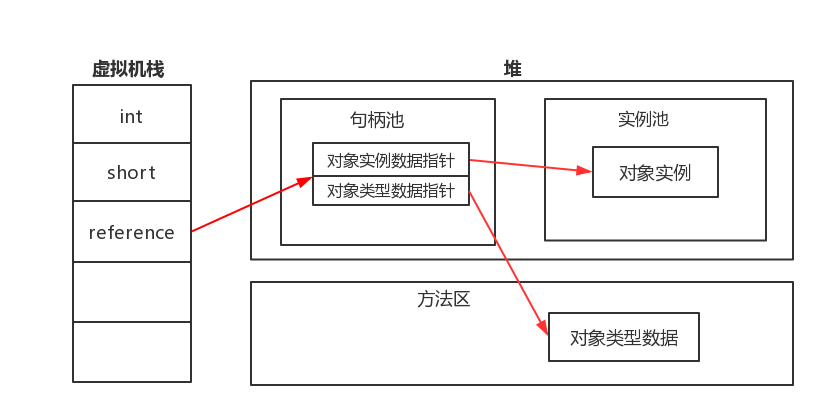 虚拟机栈
int
short
reference
堆
句柄池
对象实例数据指针
对象类型数据指针
实例池
对象实例
方法区
对象类型数据